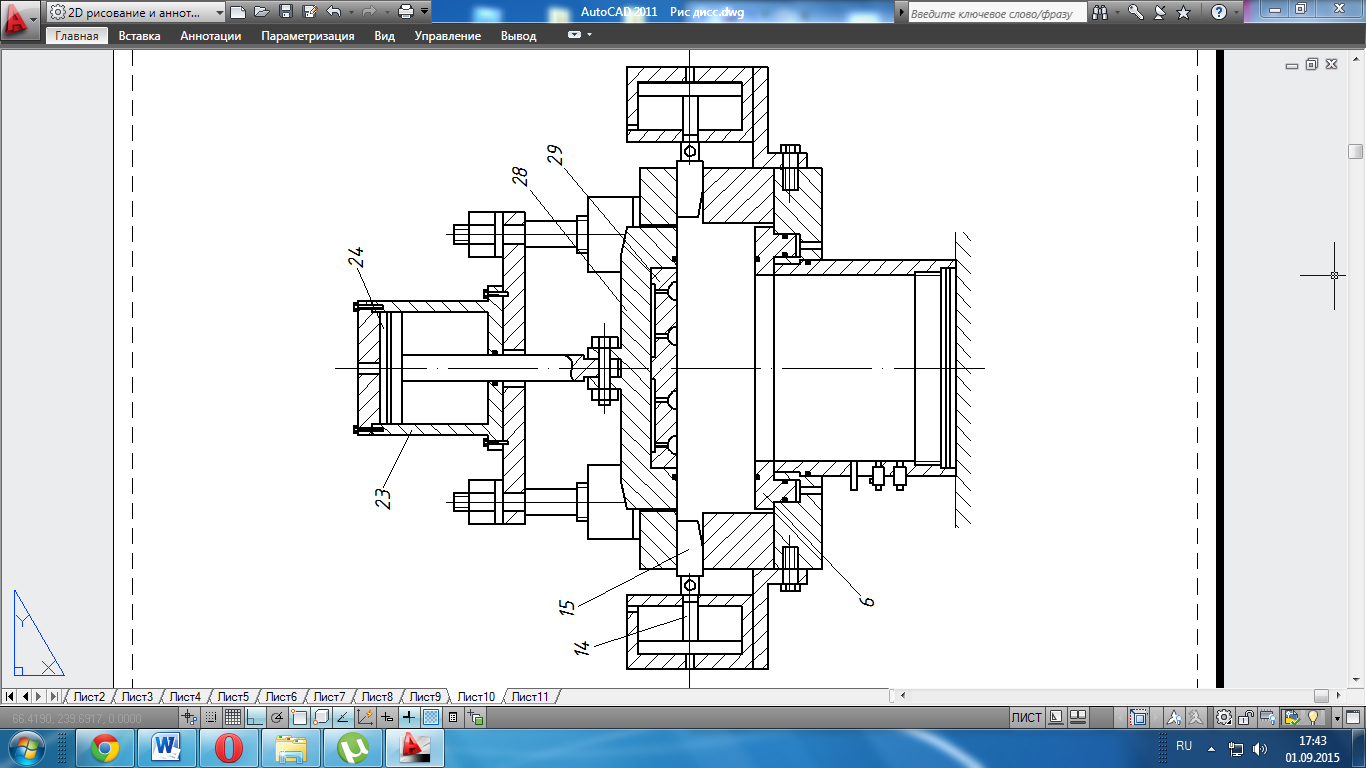 2D рисование и аннот...
AutoCAD 2011 Рис дисс.dwg
Введите ключевое слово/фразу
Главная Вставка Аннотации Параметризация Вид Управление Вывод
29
28
24
23
15
14
6
Y
X
Лист2 Лист3 Лист4 Лист5 Лист6 Лист7 Лист8 Лист9 Лист10 Лист11
66.4190, 239.6917, 0.0000
ЛИСТ
RU
17:43
01.09.2015